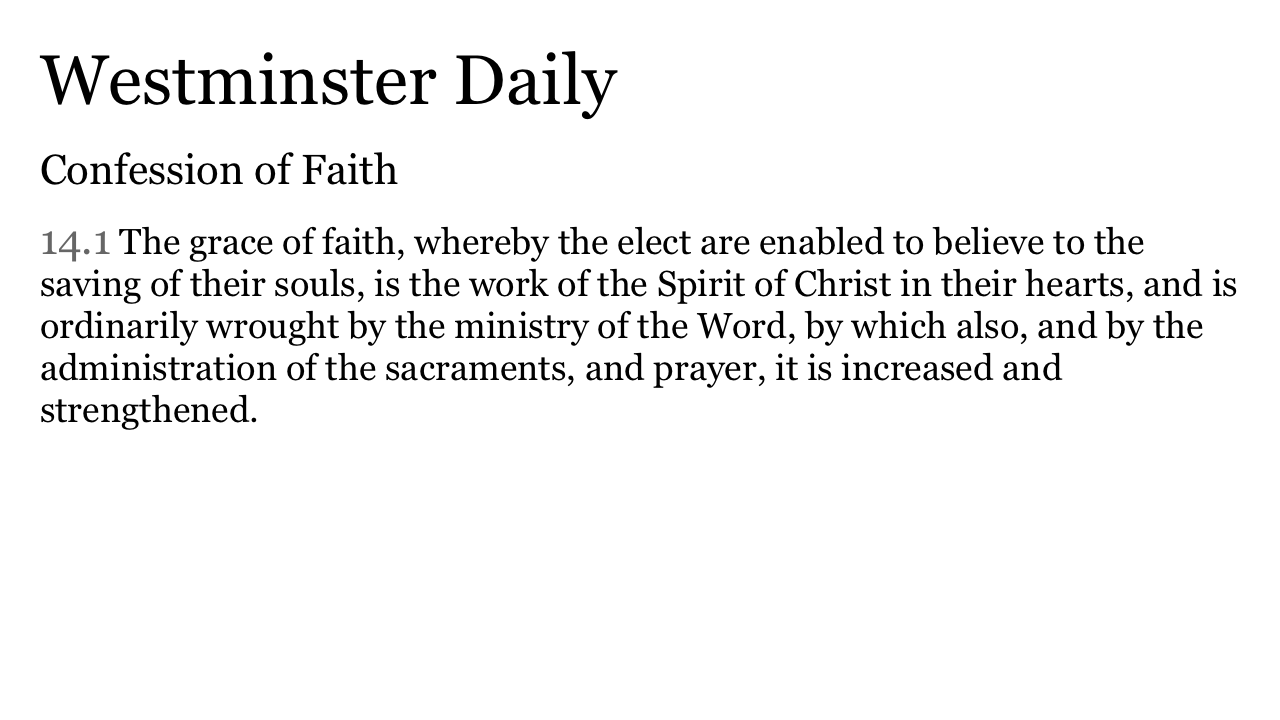 Westminster Daily
Confession of Faith
14.1 The grace of faith, whereby the elect are enabled to believe to the
saving of their souls, is the work of the Spirit of Christ in their hearts, and is
ordinarily wrought by the ministry of the Word, by which also, and by the
administration of the sacraments, and prayer, it is increased and
strengthened.